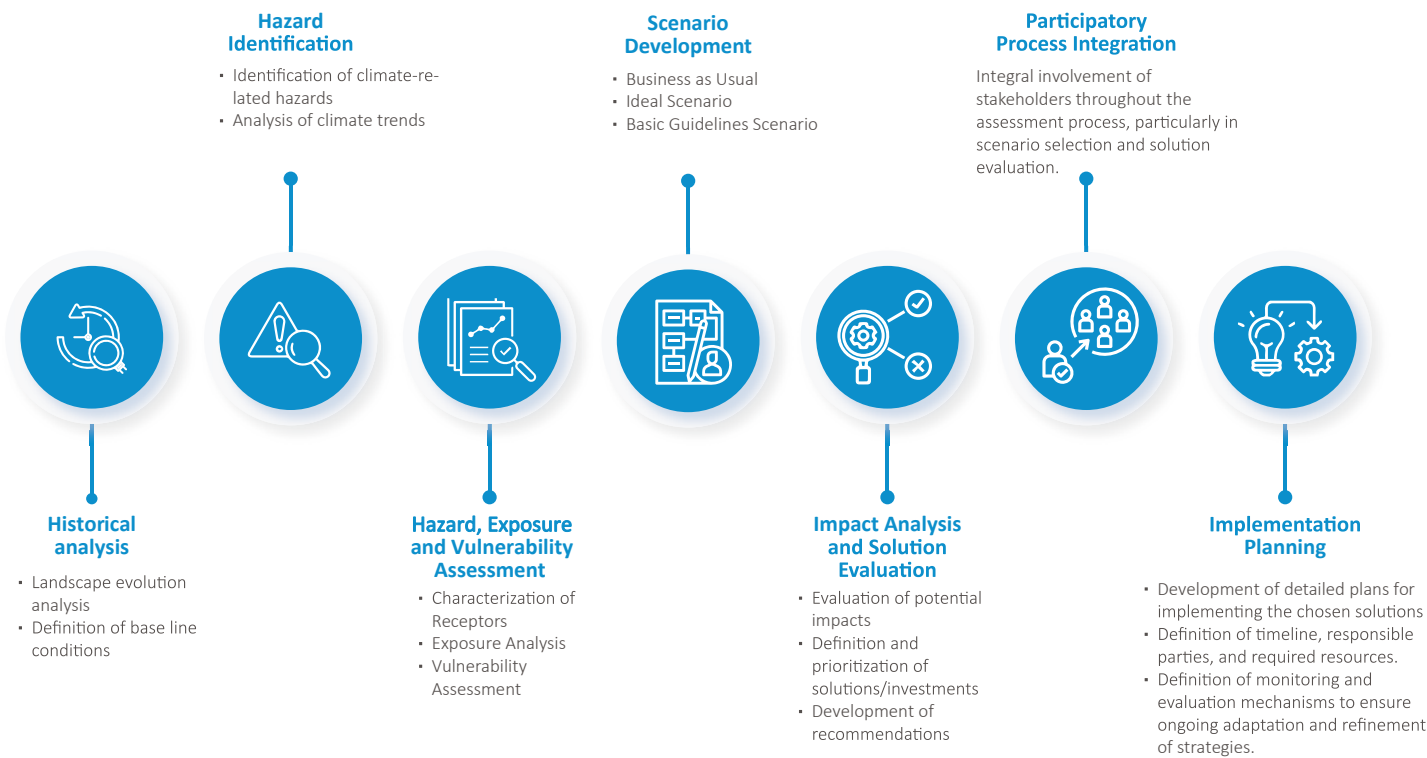 Historical
analysis
▪ Landscape evolution
analysis
▪ Definition of base line
conditions
Hazard
Identification
▪ Identification of climate-re-
lated hazards
▪ Analysis of climate trends
Hazard, Exposure
and Vulnerability
Assessment
▪ Characterization of
Receptors
▪ Exposure Analysis
▪ Vulnerability
Assessment
Scenario
Development
▪ Business as Usual
▪ Ideal Scenario
▪ Basic Guidelines Scenario
Impact Analysis
and Solution
Evaluation
▪ Evaluation of potential
impacts
▪ Definition and
prioritization of
solutions/investments
▪ Development of
recommendations
Participatory
Process Integration
Integral involvement of
stakeholders throughout the
assessment process, particularly in
scenario selection and solution
evaluation.
Implementation
Planning
▪ Development of detailed plans for
implementing the chosen solutions
▪ Definition of timeline, responsible
parties, and required resources.
▪ Definition of monitoring and
evaluation mechanisms to ensure
ongoing adaptation and refinement
of strategies.